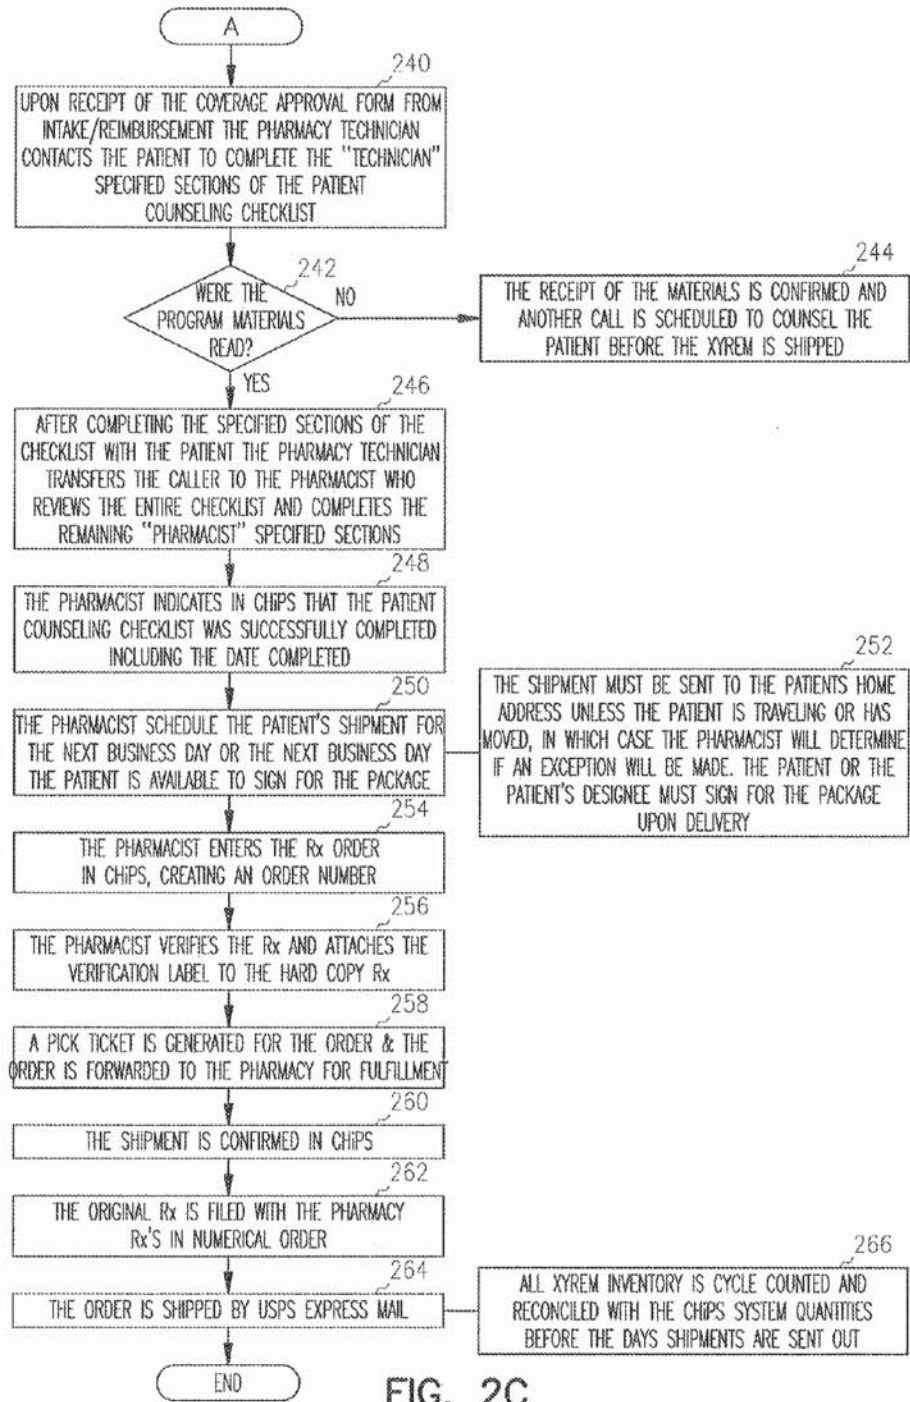 A
240
UPON RECEIPT OF THE COVERAGE APPROVAL FORM FROM
INTAKE/REIMBURSEMENT THE PHARMACY TECHNICIAN
CONTACTS THE PATIENT TO COMPLETE THE "TECHNICIAN"
SPECIFIED SECTIONS OF THE PATIENT
COUNSELING CHECKLIST
242
WERE THE
PROGRAM MATERIALS
READ?
NO
YES
244
THE RECEIPT OF THE MATERIALS IS CONFIRMED AND
ANOTHER CALL IS SCHEDULED TO COUNSEL THE
PATIENT BEFORE THE XYREM IS SHIPPED
246
AFTER COMPLETING THE SPECIFIED SECTIONS OF THE
CHECKLIST WITH THE PATIENT THE PHARMACY TECHNICIAN
TRANSFERS THE CALLER TO THE PHARMACIST WHO
REVIEWS THE ENTIRE CHECKLIST AND COMPLETES THE
REMAINING "PHARMACIST" SPECIFIED SECTIONS
248
THE PHARMACIST INDICATES IN CHiPS THAT THE PATIENT
COUNSELING CHECKLIST WAS SUCCESSFULLY COMPLETED
INCLUDING THE DATE COMPLETED
250
THE PHARMACIST SCHEDULE THE PATIENT'S SHIPMENT FOR
THE NEXT BUSINESS DAY OR THE NEXT BUSINESS DAY
THE PATIENT IS AVAILABLE TO SIGN FOR THE PACKAGE
252
THE SHIPMENT MUST BE SENT TO THE PATIENTS HOME
ADDRESS UNLESS THE PATIENT IS TRAVELING OR HAS
MOVED, IN WHICH CASE THE PHARMACIST WILL DETERMINE
IF AN EXCEPTION WILL BE MADE. THE PATIENT OR THE
PATIENT'S DESIGNEE MUST SIGN FOR THE PACKAGE
UPON DELIVERY
254
THE PHARMACIST ENTERS THE Rx ORDER
IN CHiPS, CREATING AN ORDER NUMBER
256
THE PHARMACIST VERIFIES THE Rx AND ATTACHES THE
VERIFICATION LABEL TO THE HARD COPY Rx
258
A PICK TICKET IS GENERATED FOR THE ORDER & THE
ORDER IS FORWARDED TO THE PHARMACY FOR FULFILLMENT
260
THE SHIPMENT IS CONFIRMED IN CHiPS
262
THE ORIGINAL Rx IS FILED WITH THE PHARMACY
Rx'S IN NUMERICAL ORDER
264
THE ORDER IS SHIPPED BY USPS EXPRESS MAIL
266
ALL XYREM INVENTORY IS CYCLE COUNTED AND
RECONCILED WITH THE CHiPS SYSTEM QUANTITIES
BEFORE THE DAYS SHIPMENTS ARE SENT OUT
END
FIG. 2C